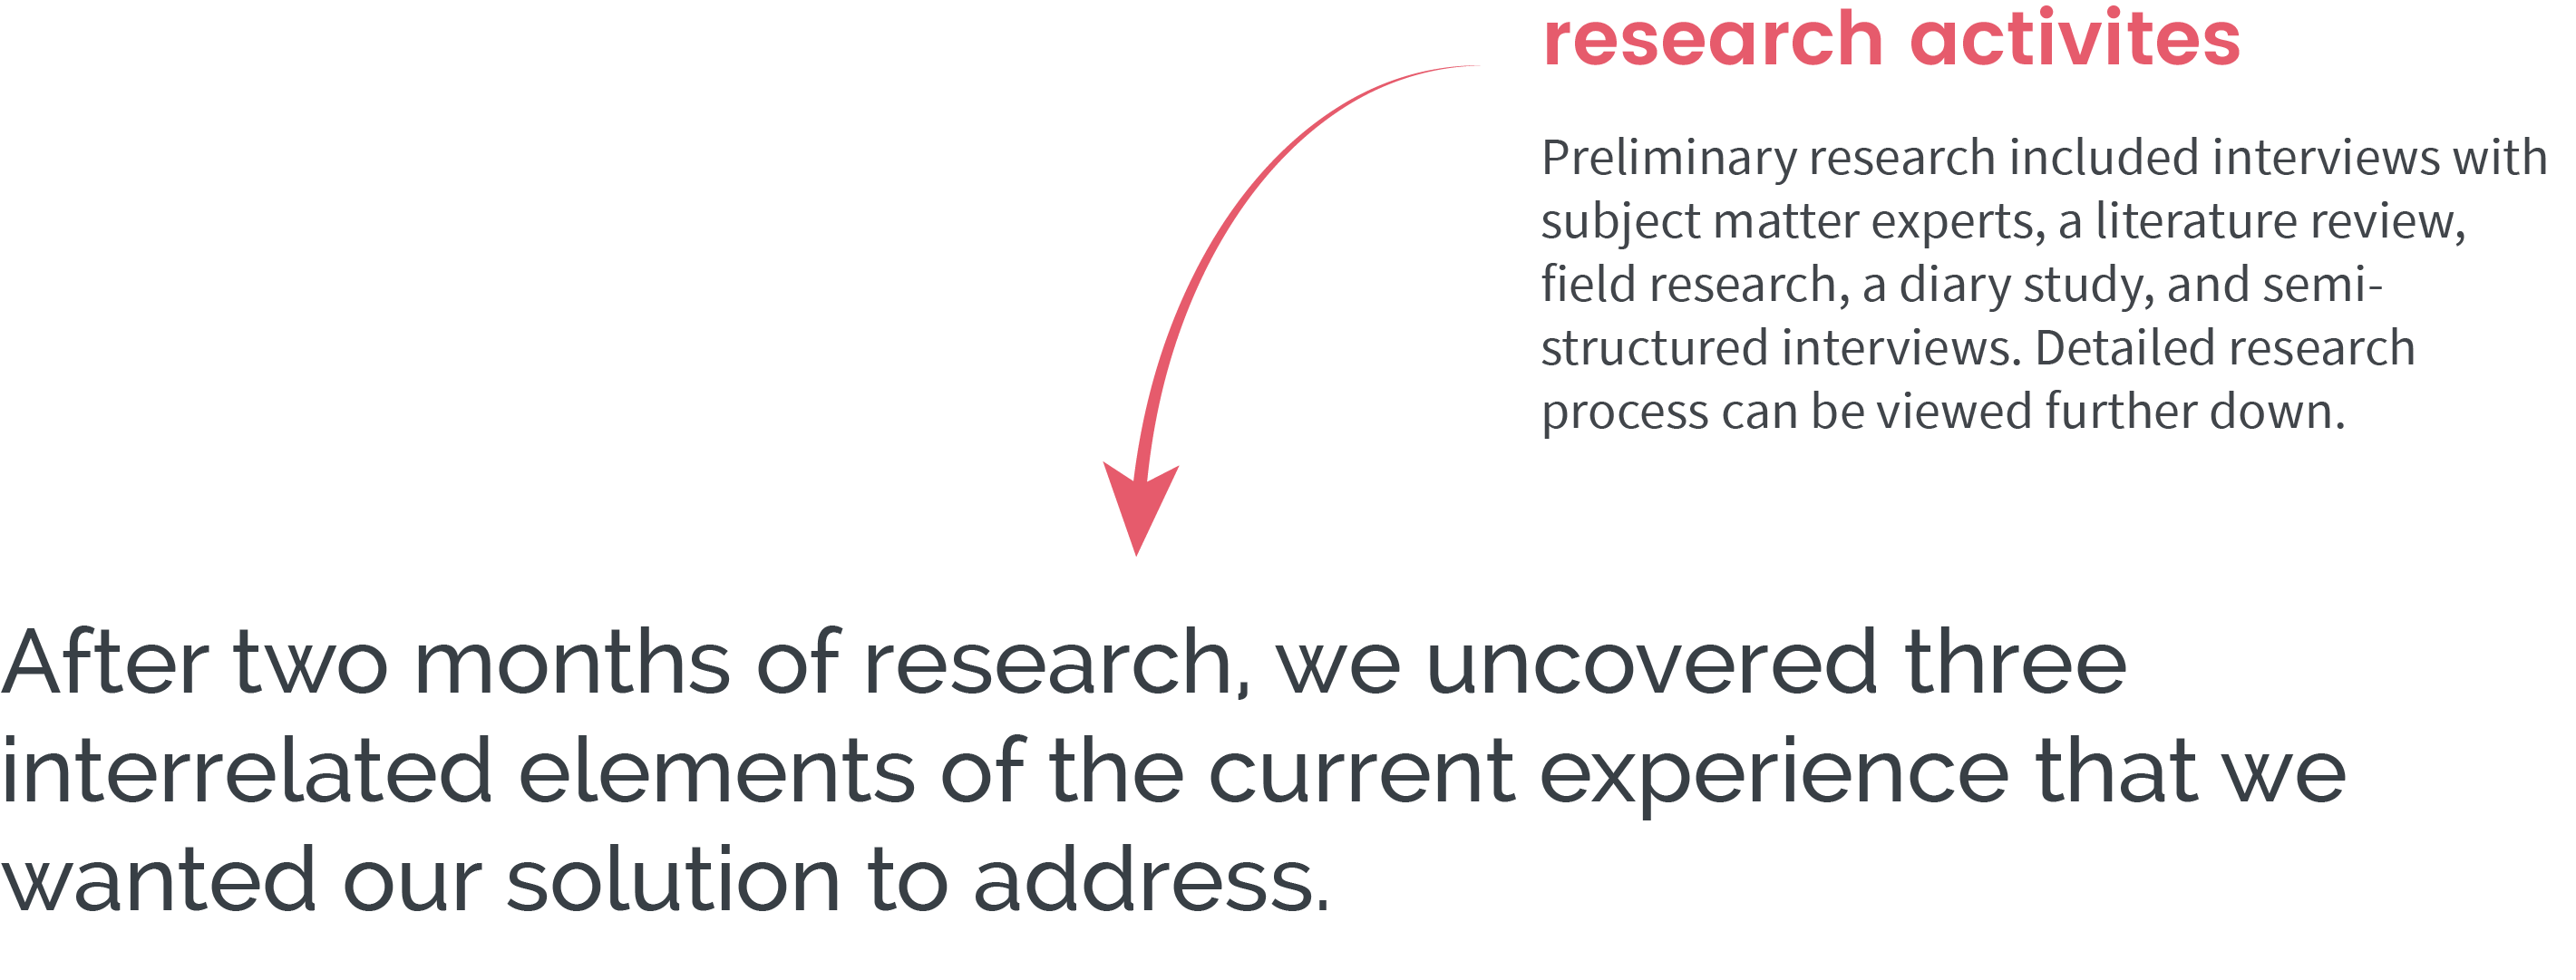 research activites
Preliminary research included interviews with
subject matter experts, a literature review,
field research, a diary study, and semi-
structured interviews. Detailed research
process can be viewed further down.
After two months of research, we uncovered three
interrelated elements of the current experience that we
wanted our solution to address.